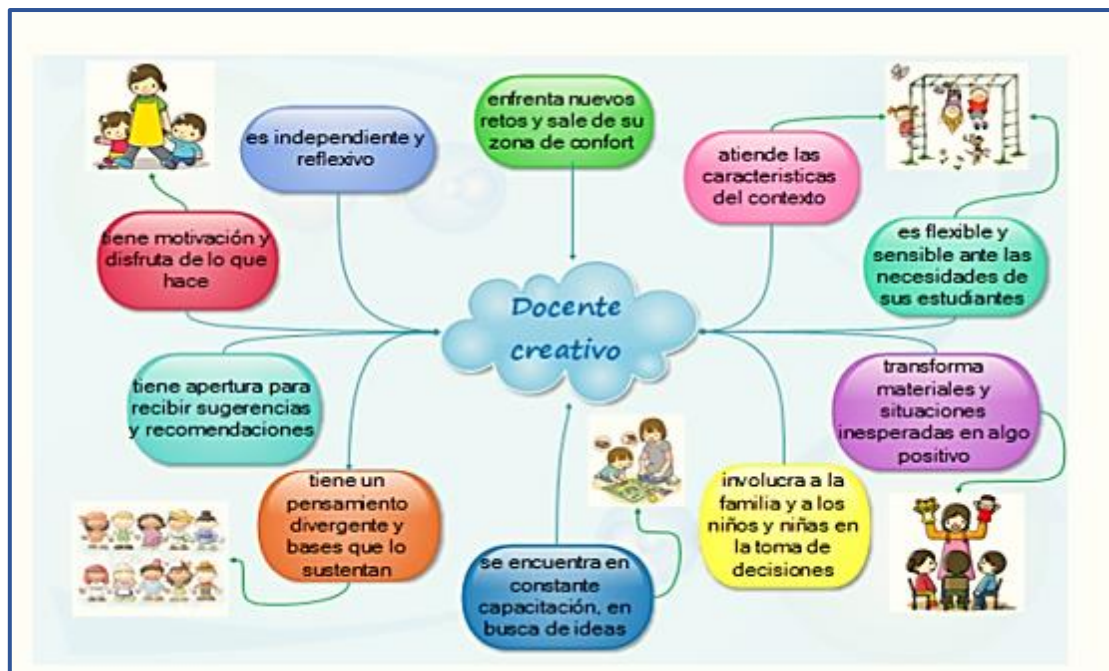 es independiente y
reflexivo
enfrenta nuevos
retos y sale de su
zona de confort
atiende las
caracteristicas
del contexto
tiene motivación y
disfruta de lo que
hace
es flexible y
sensible ante las
necesidades de
sus estudiantes
Docente
creativo
tiene apertura para
recibir sugerencias
y recomendaciones
transforma
materiales y
situaciones
inesperadas en algo
positivo
tiene un
pensamiento
divergente y
bases que lo
sustentan
se encuentra en
constante
capacitación, en
busca de ideas
involucra a la
familia y a los
niños y niñas en
la toma de
decisiones